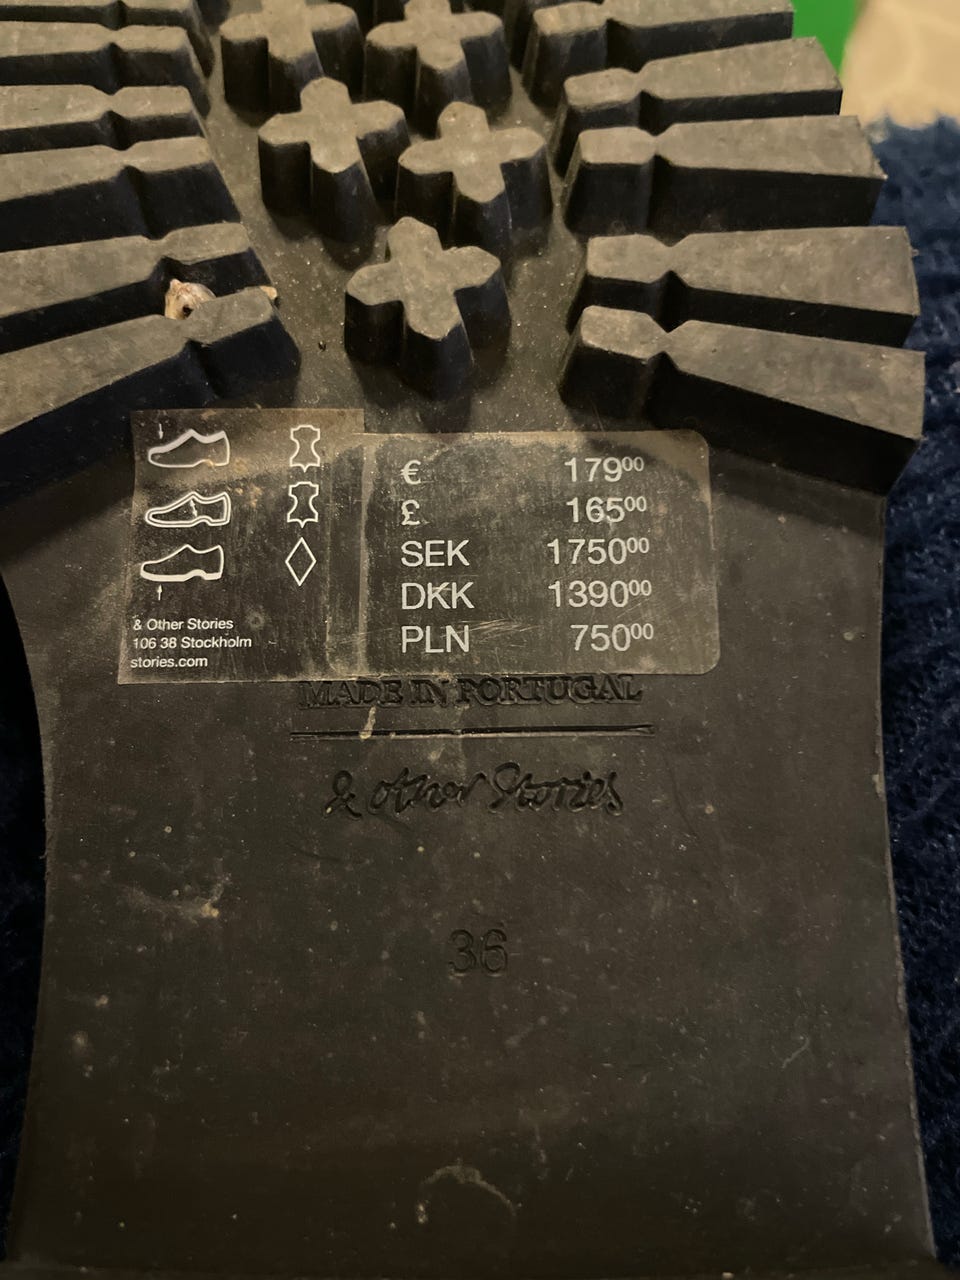 & Other Stories
106 38 Stockholm
stories.com
€ 179⁰⁰
£ 165⁰⁰
SEK 1750⁰⁰
DKK 1390⁰⁰
PLN 750⁰⁰
MADE IN PORTUGAL
& other Stories
36